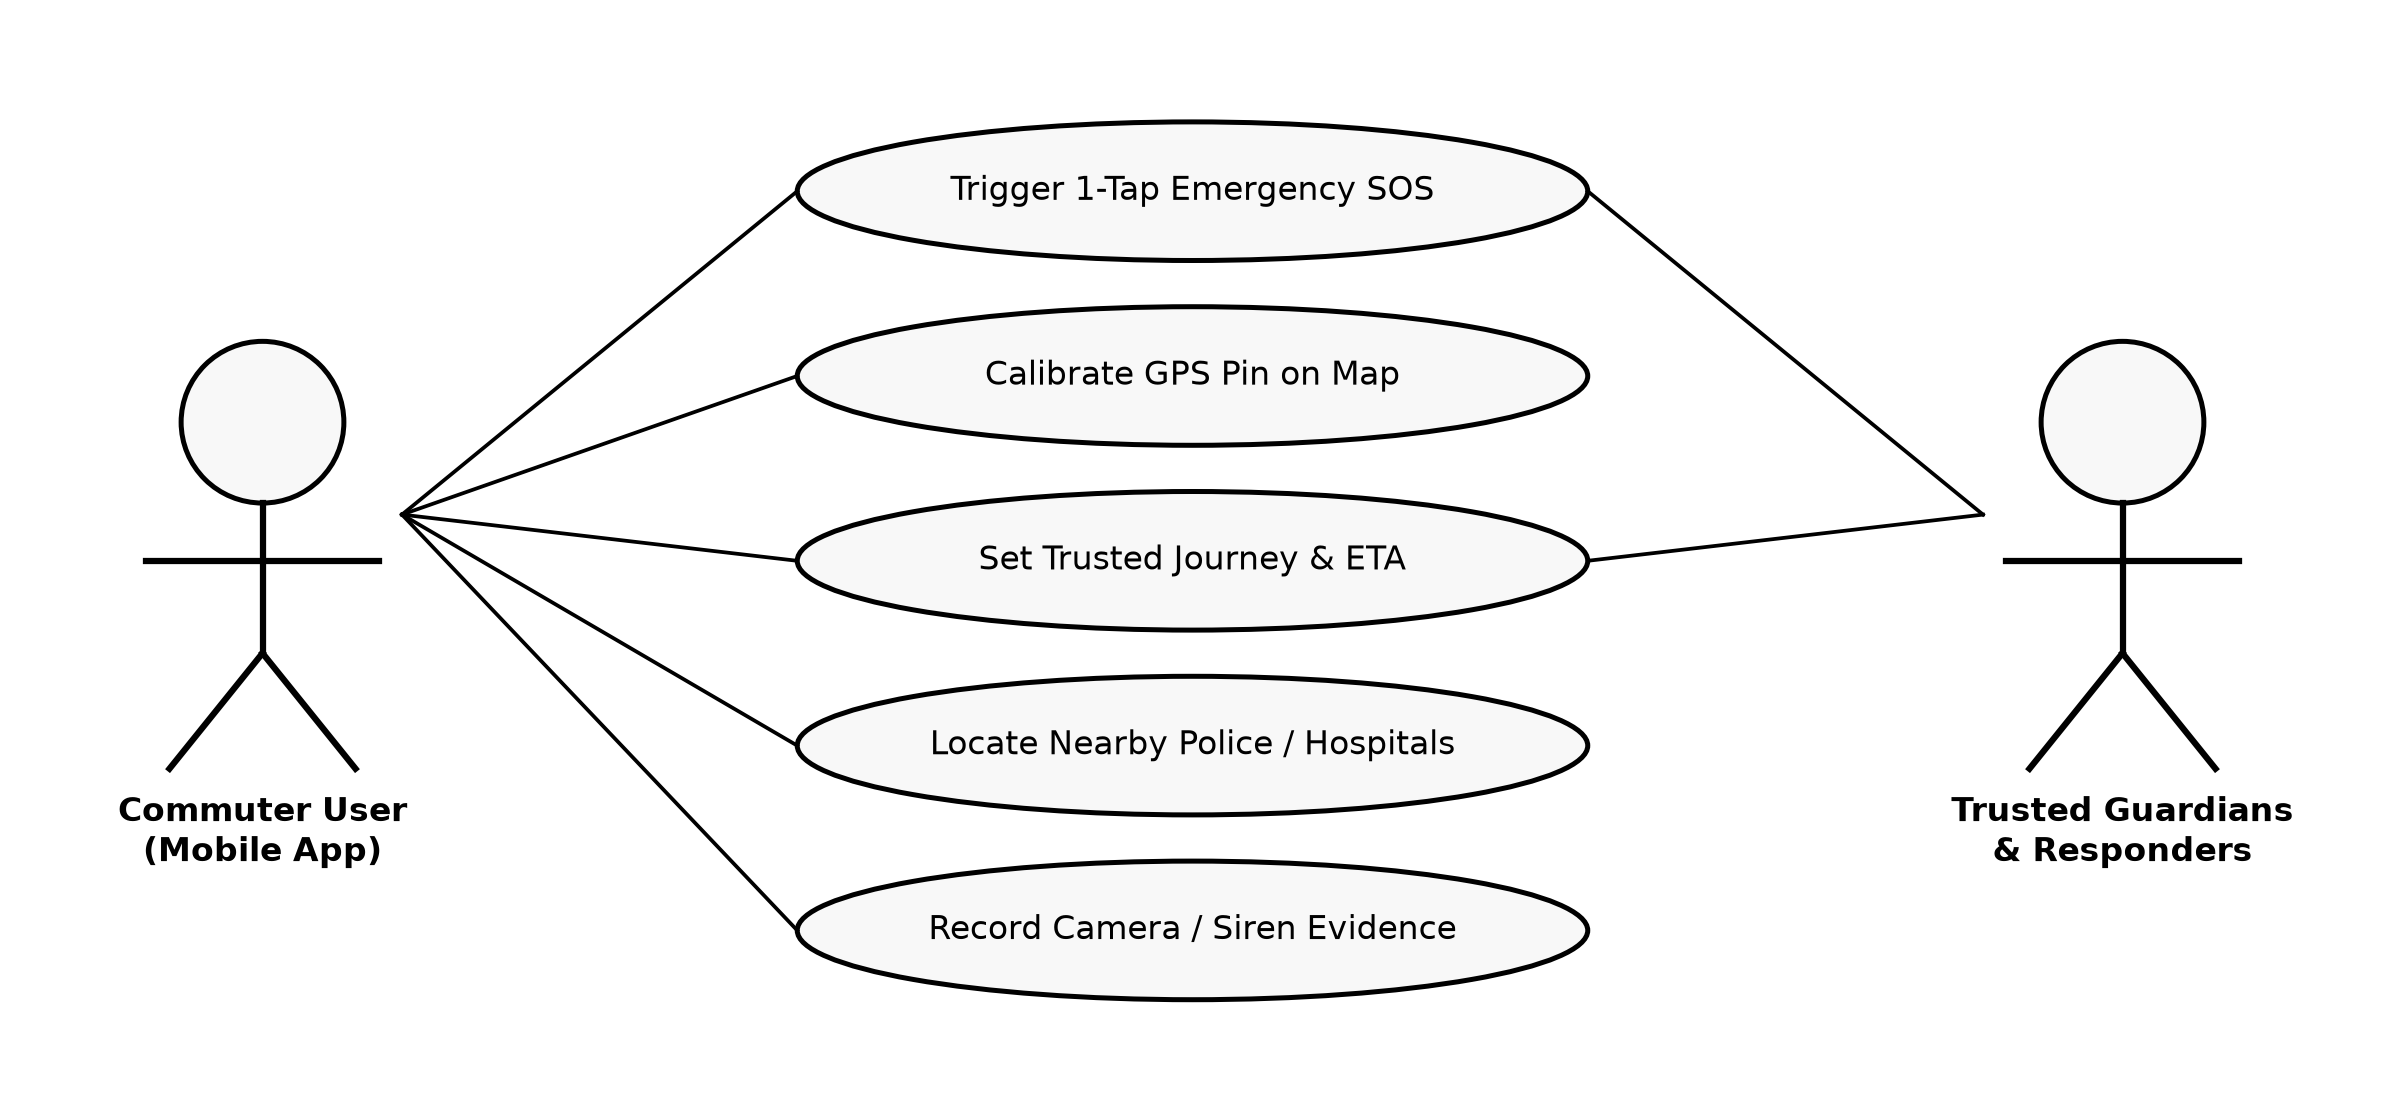 Trigger 1-Tap Emergency SOS
Calibrate GPS Pin on Map
Set Trusted Journey & ETA
Locate Nearby Police / Hospitals
Record Camera / Siren Evidence
Commuter User
(Mobile App)
Trusted Guardians
& Responders